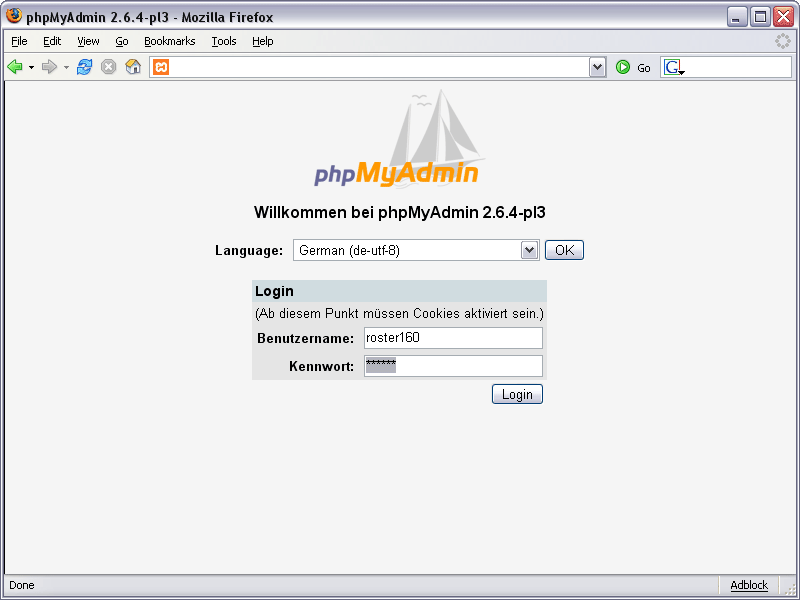 phpMyAdmin 2.6.4-pl3 - Mozilla Firefox
File Edit View Go Bookmarks Tools Help
Go G
phpMyAdmin
Willkommen bei phpMyAdmin 2.6.4-pl3
Language: German (de-utf-8) OK
Login
(Ab diesem Punkt müssen Cookies aktiviert sein.)
Benutzername: roster160
Kennwort: ******
Login
Done Adblock